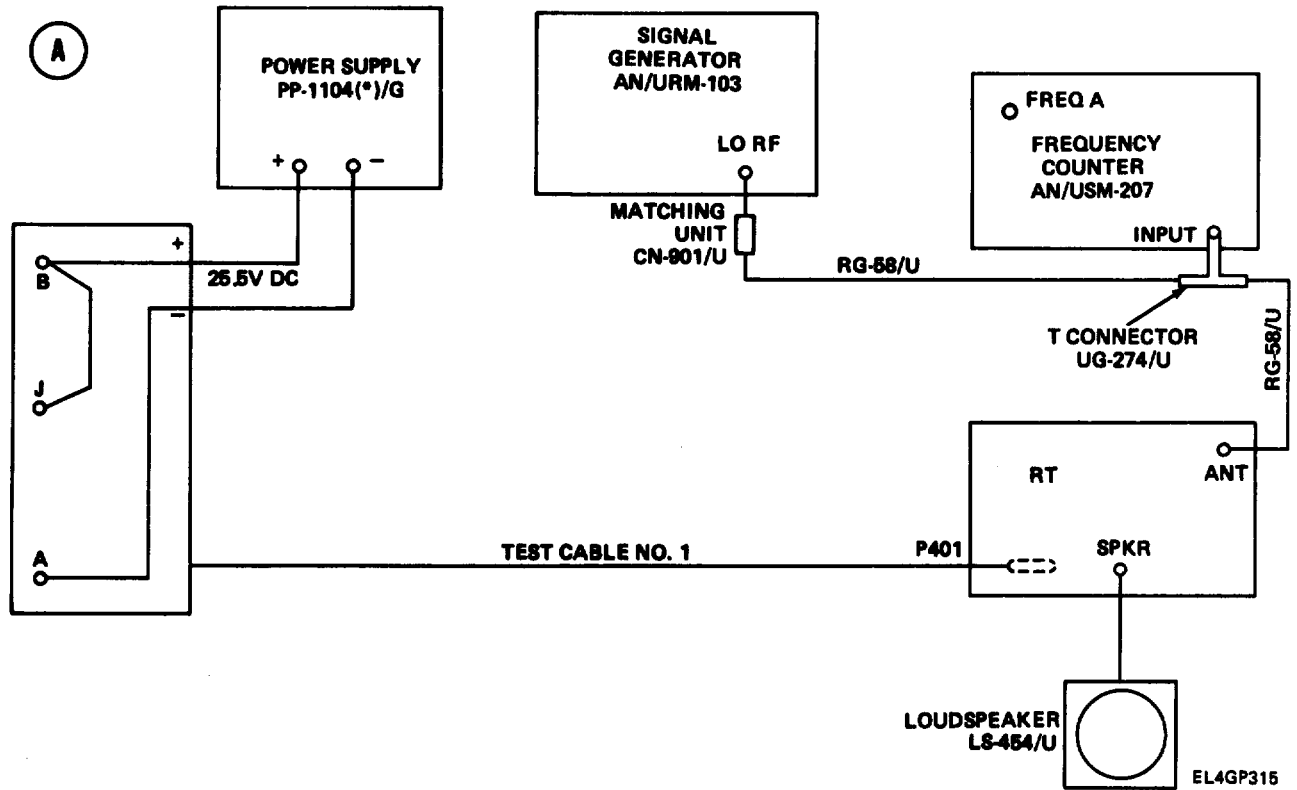 A
POWER SUPPLY
PP-1104(*)/G
+
−
SIGNAL
GENERATOR
AN/URM-103
LO RF
FREQ A
FREQUENCY
COUNTER
AN/USM-207
INPUT
MATCHING
UNIT
CN-901/U
RG-58/U
T CONNECTOR
UG-274/U
RG-58/U
+
B
25.5V DC
−
J
A
TEST CABLE NO. 1
P401
RT
ANT
SPKR
LOUDSPEAKER
LS-454/U
EL4GP315